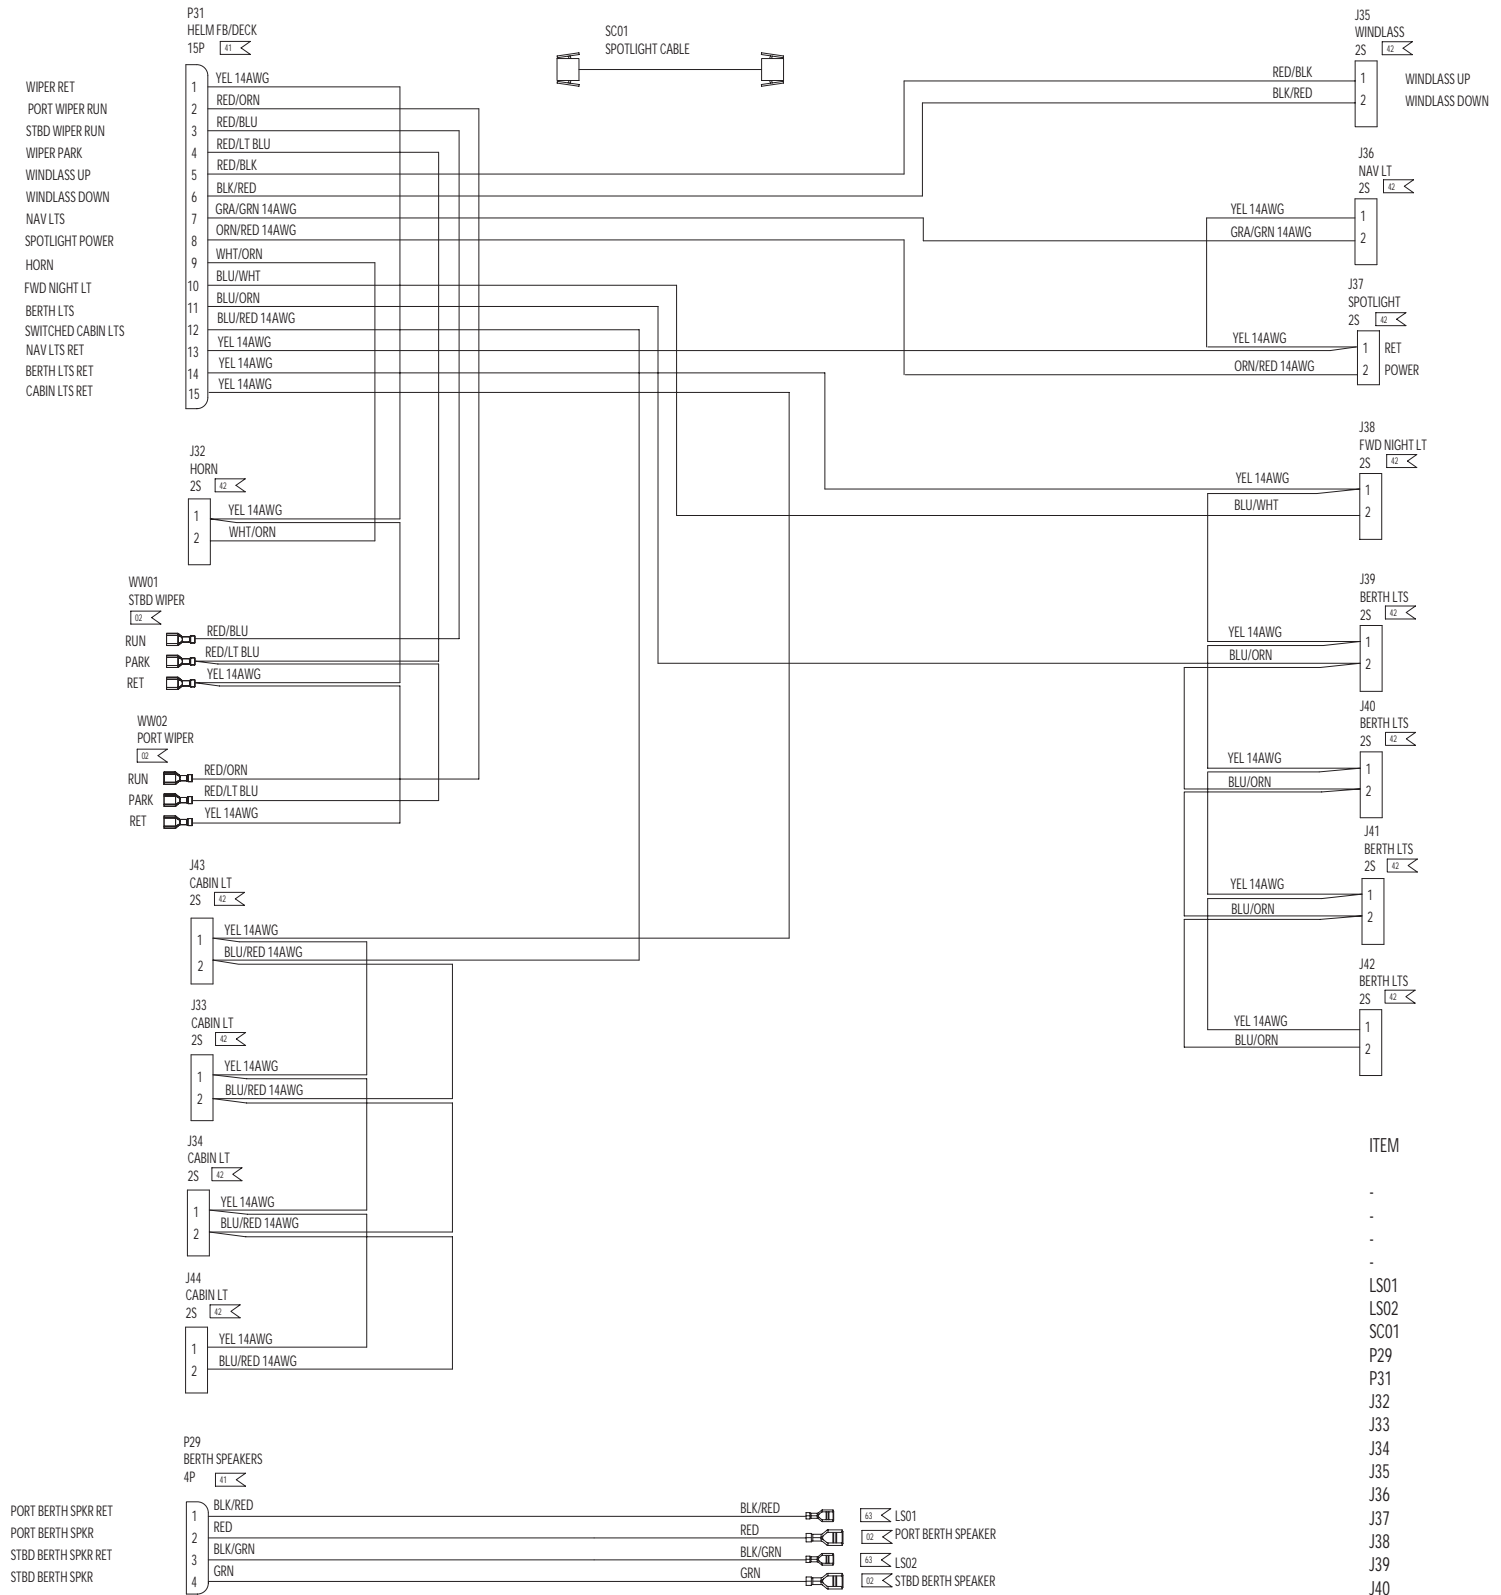 P31
HELM FB/DECK
15P 41
WIPER RET 1 YEL 14AWG
PORT WIPER RUN 2 RED/ORN
STBD WIPER RUN 3 RED/BLU
WIPER PARK 4 RED/LT BLU
WINDLASS UP 5 RED/BLK
WINDLASS DOWN 6 BLK/RED
NAV LTS 7 GRA/GRN 14AWG
SPOTLIGHT POWER 8 ORN/RED 14AWG
HORN 9 WHT/ORN
FWD NIGHT LT 10 BLU/WHT
BERTH LTS 11 BLU/ORN
SWITCHED CABIN LTS 12 BLU/RED 14AWG
NAV LTS RET 13 YEL 14AWG
BERTH LTS RET 14 YEL 14AWG
CABIN LTS RET 15 YEL 14AWG
SC01
SPOTLIGHT CABLE
J35
WINDLASS
2S 42
RED/BLK 1 WINDLASS UP
BLK/RED 2 WINDLASS DOWN
J36
NAV LT
2S 42
YEL 14AWG 1
GRA/GRN 14AWG 2
J37
SPOTLIGHT
2S 42
YEL 14AWG 1 RET
ORN/RED 14AWG 2 POWER
J32
HORN
2S 42
1 YEL 14AWG
2 WHT/ORN
J38
FWD NIGHT LT
2S 42
YEL 14AWG 1
BLU/WHT 2
WW01
STBD WIPER
02
RUN RED/BLU
PARK RED/LT BLU
RET YEL 14AWG
J39
BERTH LTS
2S 42
YEL 14AWG 1
BLU/ORN 2
WW02
PORT WIPER
02
RUN RED/ORN
PARK RED/LT BLU
RET YEL 14AWG
J40
BERTH LTS
2S 42
YEL 14AWG 1
BLU/ORN 2
J41
BERTH LTS
2S 42
YEL 14AWG 1
BLU/ORN 2
J43
CABIN LT
2S 42
1 YEL 14AWG
2 BLU/RED 14AWG
J42
BERTH LTS
2S 42
YEL 14AWG 1
BLU/ORN 2
J33
CABIN LT
2S 42
1 YEL 14AWG
2 BLU/RED 14AWG
J34
CABIN LT
2S 42
1 YEL 14AWG
2 BLU/RED 14AWG
J44
CABIN LT
2S 42
1 YEL 14AWG
2 BLU/RED 14AWG
P29
BERTH SPEAKERS
4P 41
PORT BERTH SPKR RET 1 BLK/RED BLK/RED 63 LS01
PORT BERTH SPKR 2 RED RED 02 PORT BERTH SPEAKER
STBD BERTH SPKR RET 3 BLK/GRN BLK/GRN 63 LS02
STBD BERTH SPKR 4 GRN GRN 02 STBD BERTH SPEAKER
ITEM
-
-
-
-
LS01
LS02
SC01
P29
P31
J32
J33
J34
J35
J36
J37
J38
J39
J40